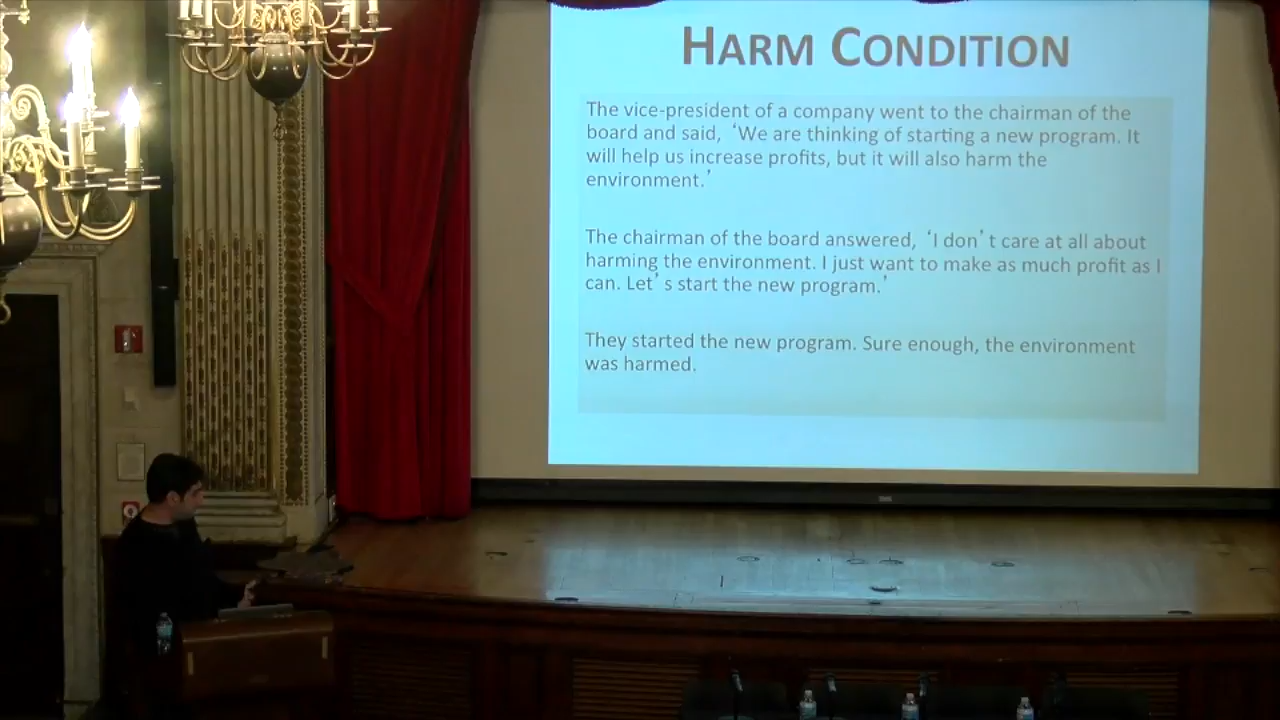 HARM CONDITION
The vice-president of a company went to the chairman of the
board and said, ‘We are thinking of starting a new program. It
will help us increase profits, but it will also harm the
environment.’
The chairman of the board answered, ‘I don’t care at all about
harming the environment. I just want to make as much profit as I
can. Let’s start the new program.’
They started the new program. Sure enough, the environment
was harmed.